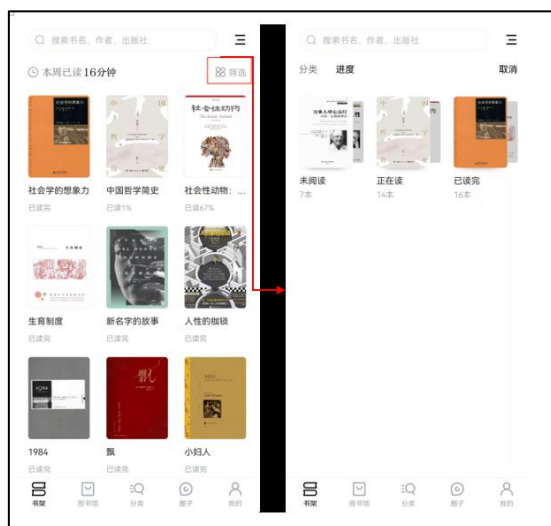 搜索书名、作者、出版社
本周已读16分钟
筛选
社会学的想象力
中国哲学简史
社会性动物：...
已读完
已读1%
已读67%
生育制度
新名字的故事
人性的枷锁
已读完
已读完
已读完
1984
飘
小妇人
已读完
已读完
已读完
书架
图书馆
分类
圈子
我的
搜索书名、作者、出版社
分类
进度
取消
未阅读
正在读
已读完
7本
14本
16本
书架
图书馆
分类
圈子
我的